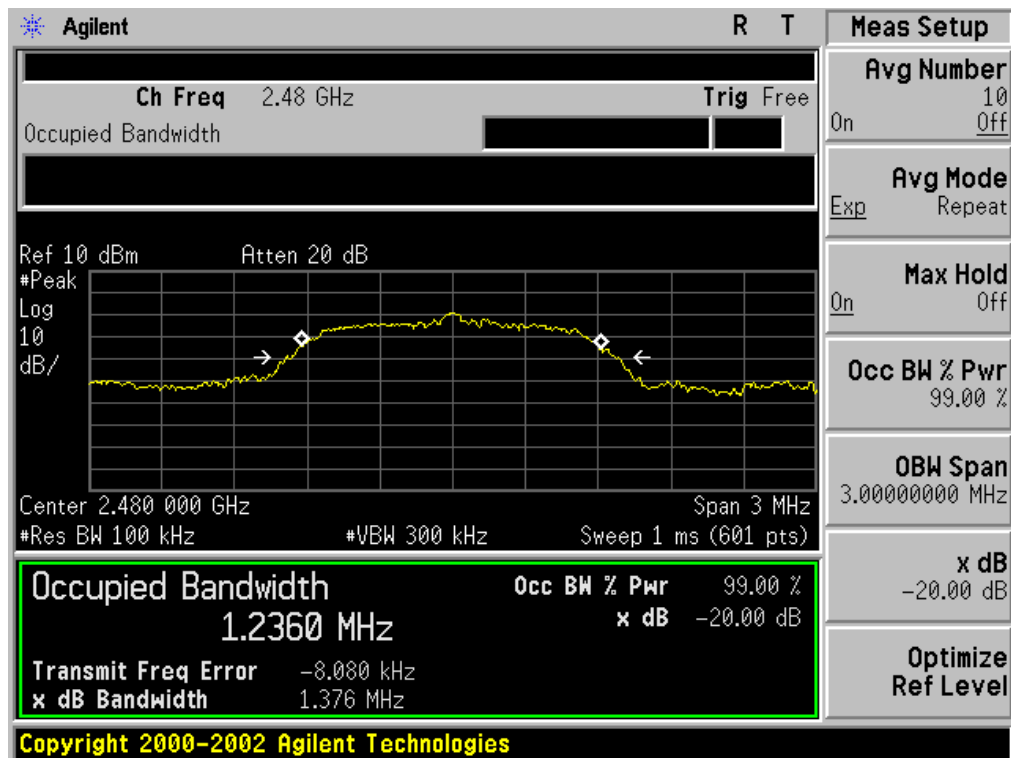 Agilent R T Meas Setup
Ch Freq 2.48 GHz Trig Free
Occupied Bandwidth
Ref 10 dBm Atten 20 dB
#Peak
Log
10
dB/
Center 2.480 000 GHz Span 3 MHz
#Res BW 100 kHz #VBW 300 kHz Sweep 1 ms (601 pts)
Occupied Bandwidth Occ BW % Pwr 99.00 %
1.2360 MHz x dB -20.00 dB
Transmit Freq Error -8.080 kHz
x dB Bandwidth 1.376 MHz
Avg Number
10
On Off
Avg Mode
Exp Repeat
Max Hold
On Off
Occ BW % Pwr
99.00 %
OBW Span
3.00000000 MHz
x dB
-20.00 dB
Optimize
Ref Level
Copyright 2000-2002 Agilent Technologies